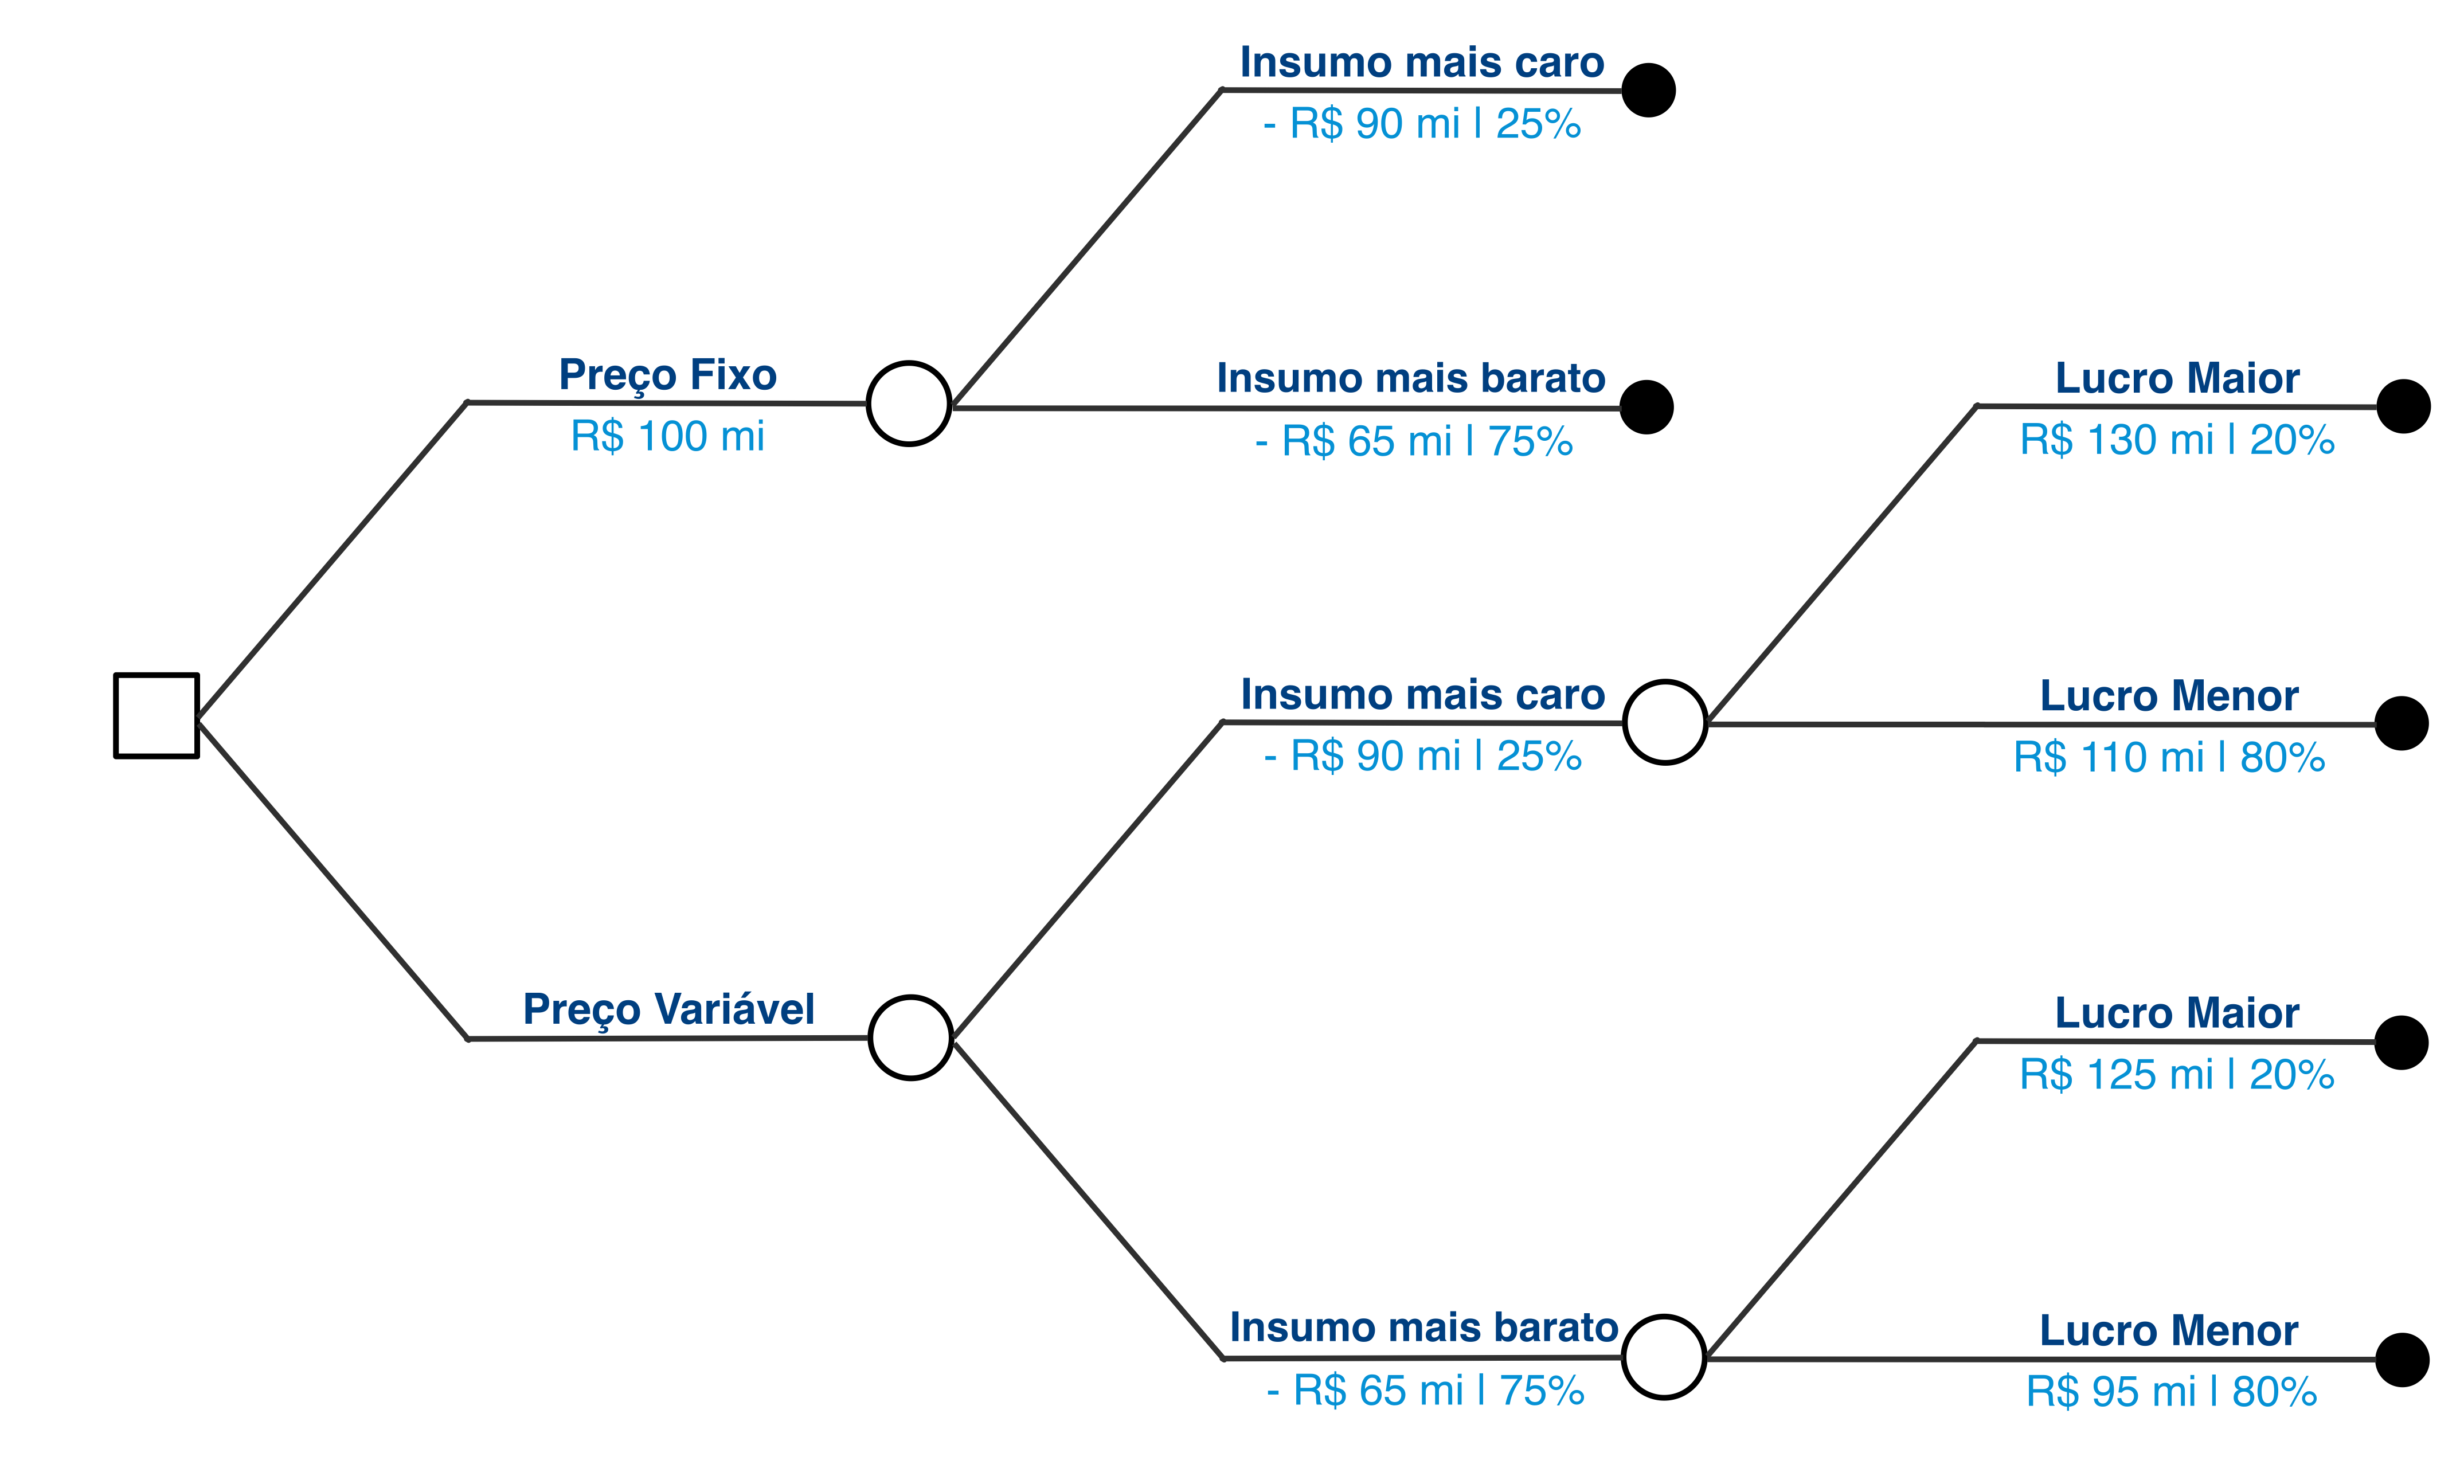 Insumo mais caro
- R$ 90 mi | 25%
Preço Fixo
R$ 100 mi
Insumo mais barato
- R$ 65 mi | 75%
Lucro Maior
R$ 130 mi | 20%
Insumo mais caro
- R$ 90 mi | 25%
Lucro Menor
R$ 110 mi | 80%
Preço Variável
Lucro Maior
R$ 125 mi | 20%
Insumo mais barato
- R$ 65 mi | 75%
Lucro Menor
R$ 95 mi | 80%